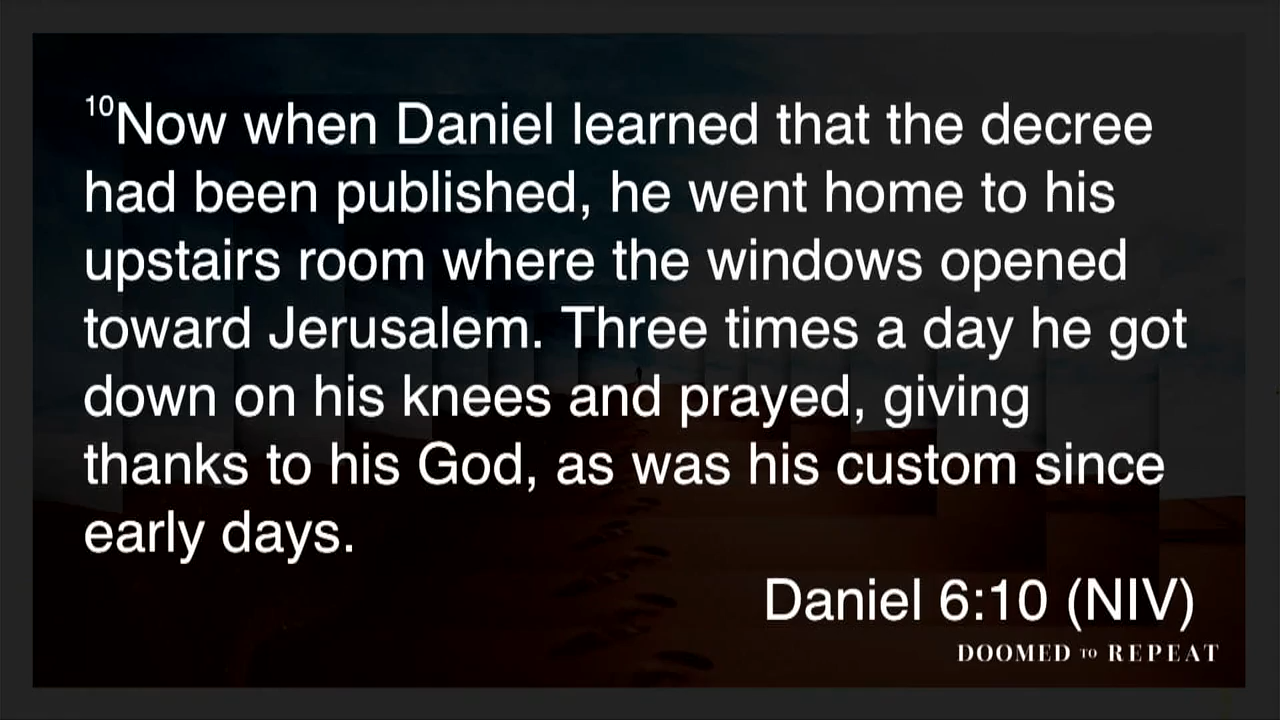 10Now when Daniel learned that the decree
had been published, he went home to his
upstairs room where the windows opened
toward Jerusalem. Three times a day he got
down on his knees and prayed, giving
thanks to his God, as was his custom since
early days.
Daniel 6:10 (NIV)
DOOMED TO REPEAT